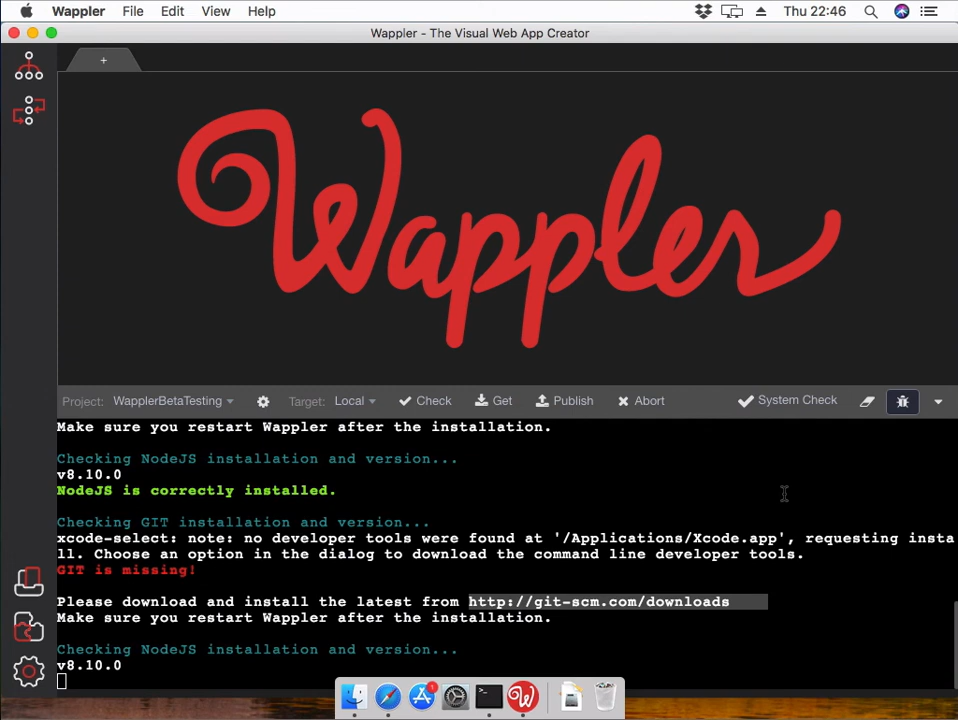 Wappler File Edit View Help Thu 22:46
Wappler - The Visual Web App Creator
+
Wappler
Project: WapplerBetaTesting Target: Local Check Get Publish Abort System Check
Make sure you restart Wappler after the installation.
Checking NodeJS installation and version...
v8.10.0
NodeJS is correctly installed.
Checking GIT installation and version...
xcode-select: note: no developer tools were found at '/Applications/Xcode.app', requesting insta
ll. Choose an option in the dialog to download the command line developer tools.
GIT is missing!
Please download and install the latest from http://git-scm.com/downloads
Make sure you restart Wappler after the installation.
Checking NodeJS installation and version...
v8.10.0
1
W